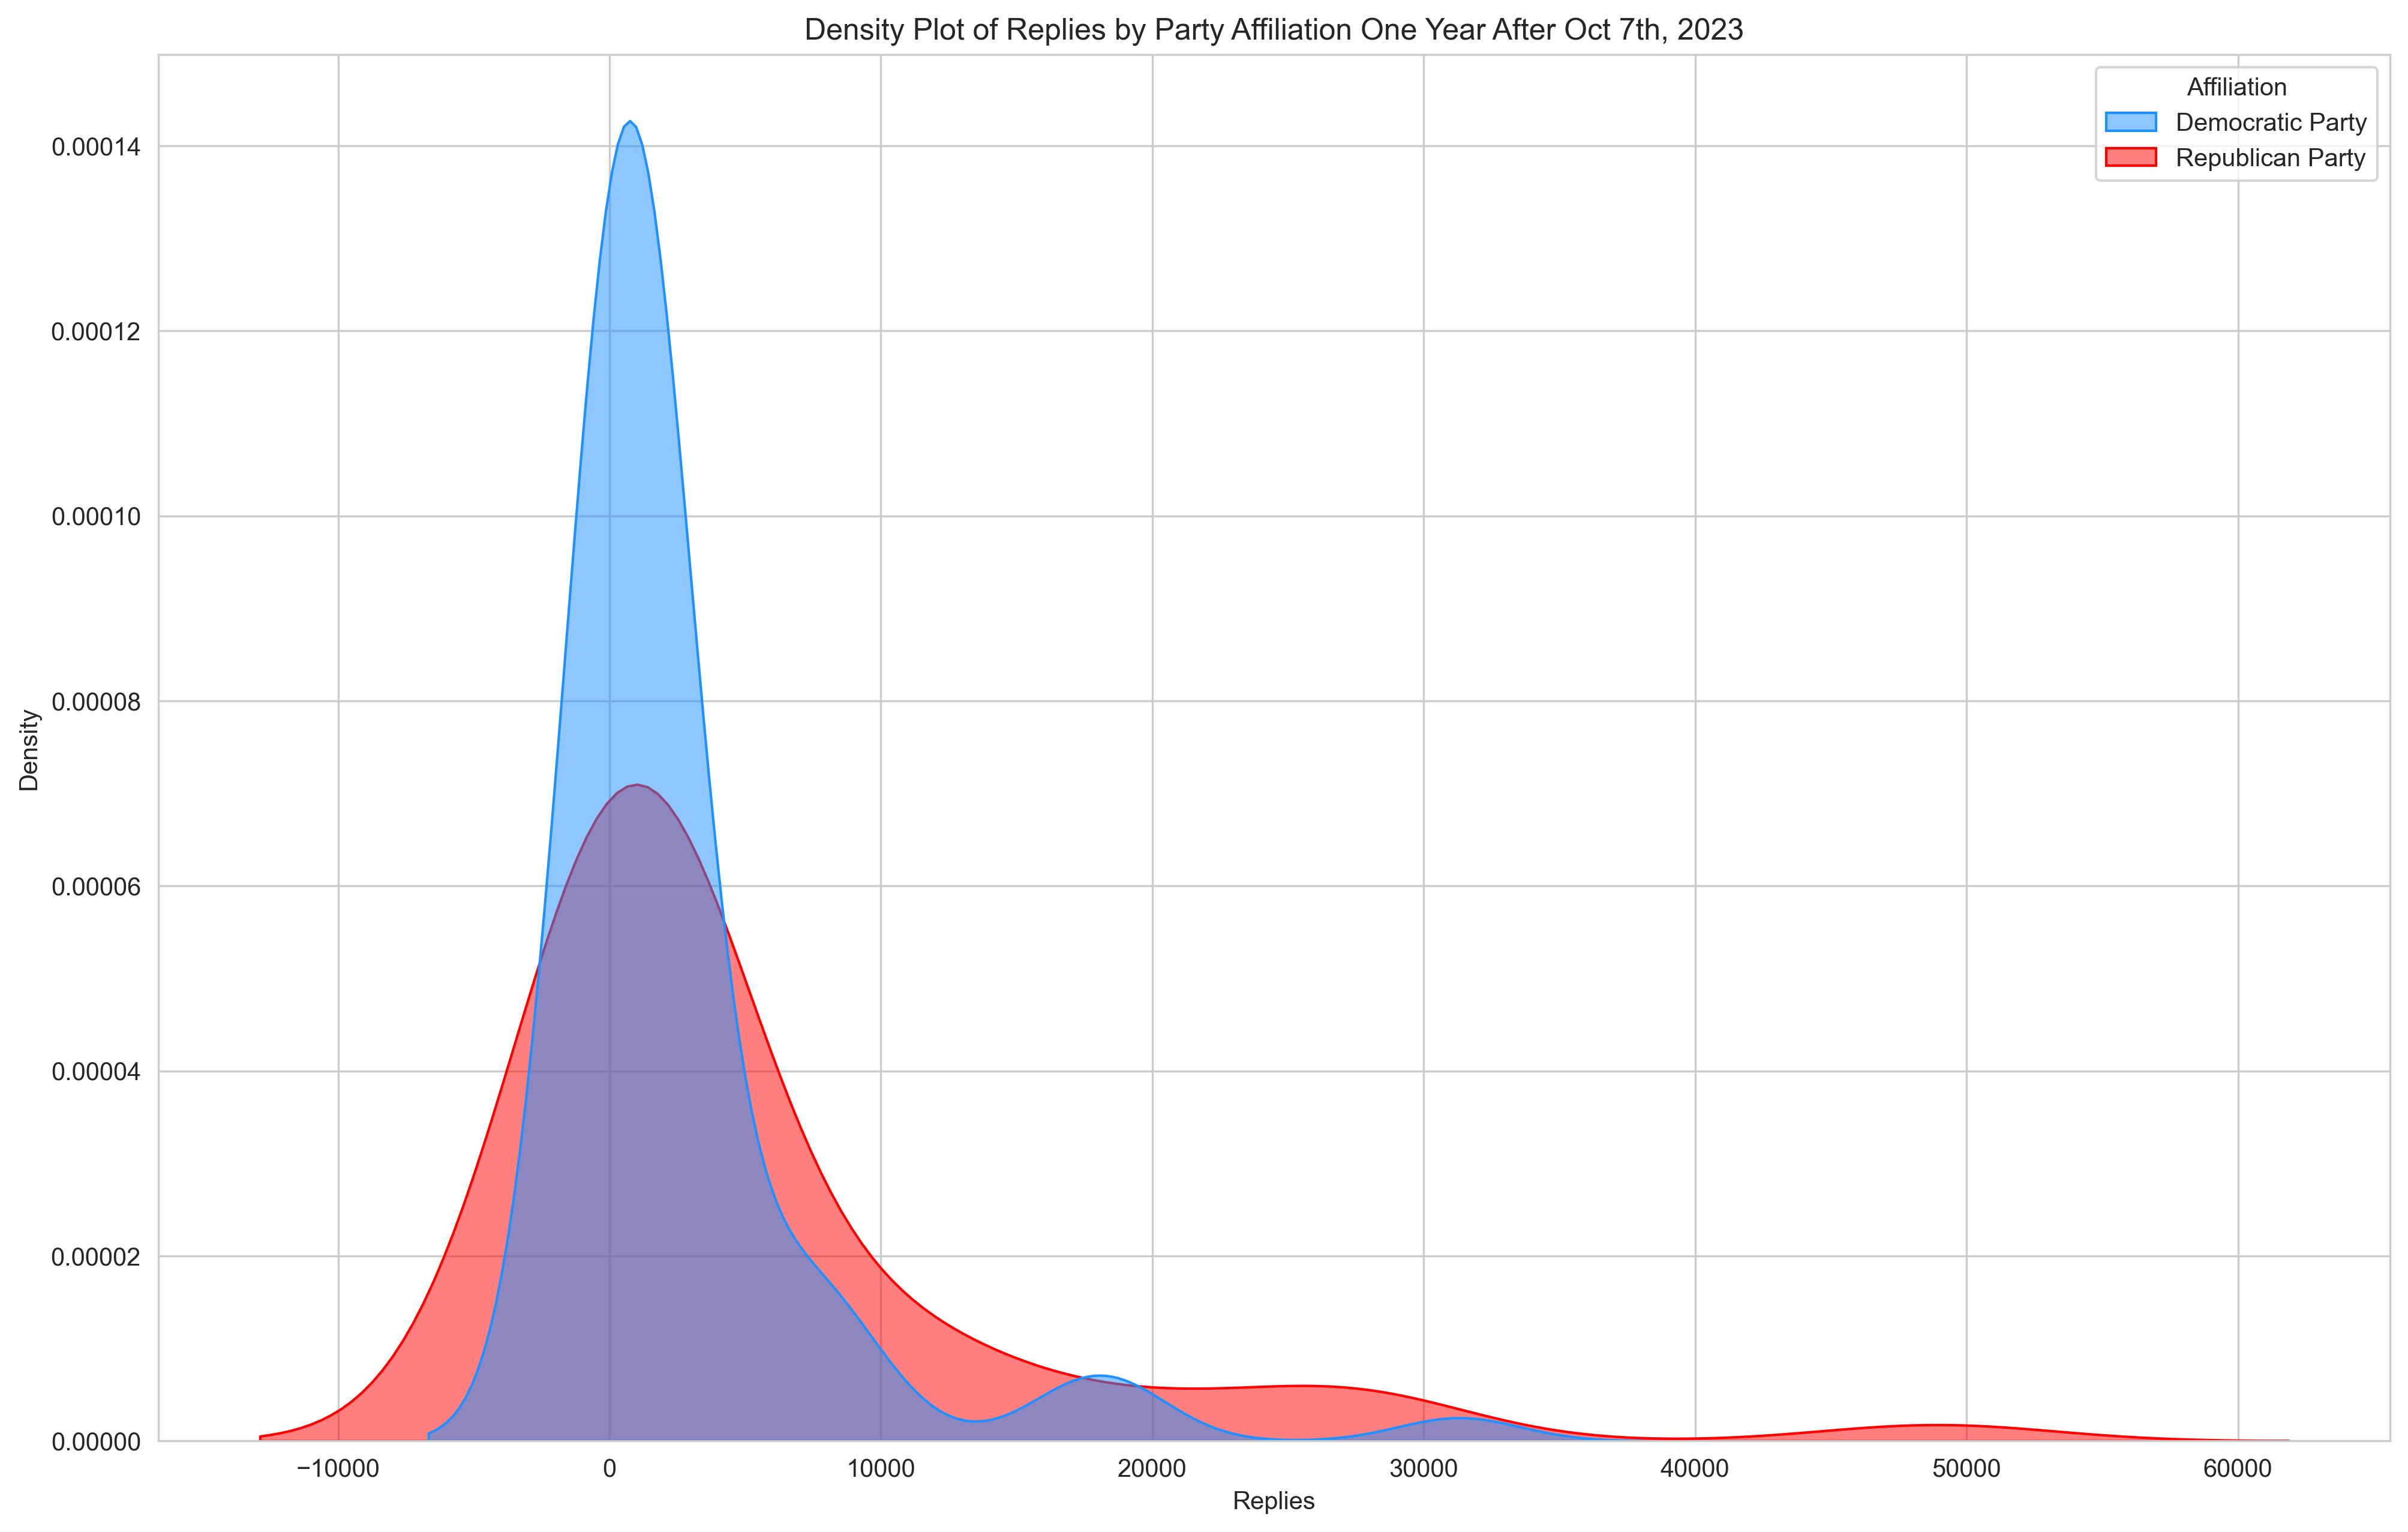 Density Plot of Replies by Party Affiliation One Year After Oct 7th, 2023
Affiliation
Democratic Party
Republican Party
0.00014
0.00012
0.00010
0.00008
0.00006
0.00004
0.00002
0.00000
Density
−10000 0 10000 20000 30000 40000 50000 60000
Replies